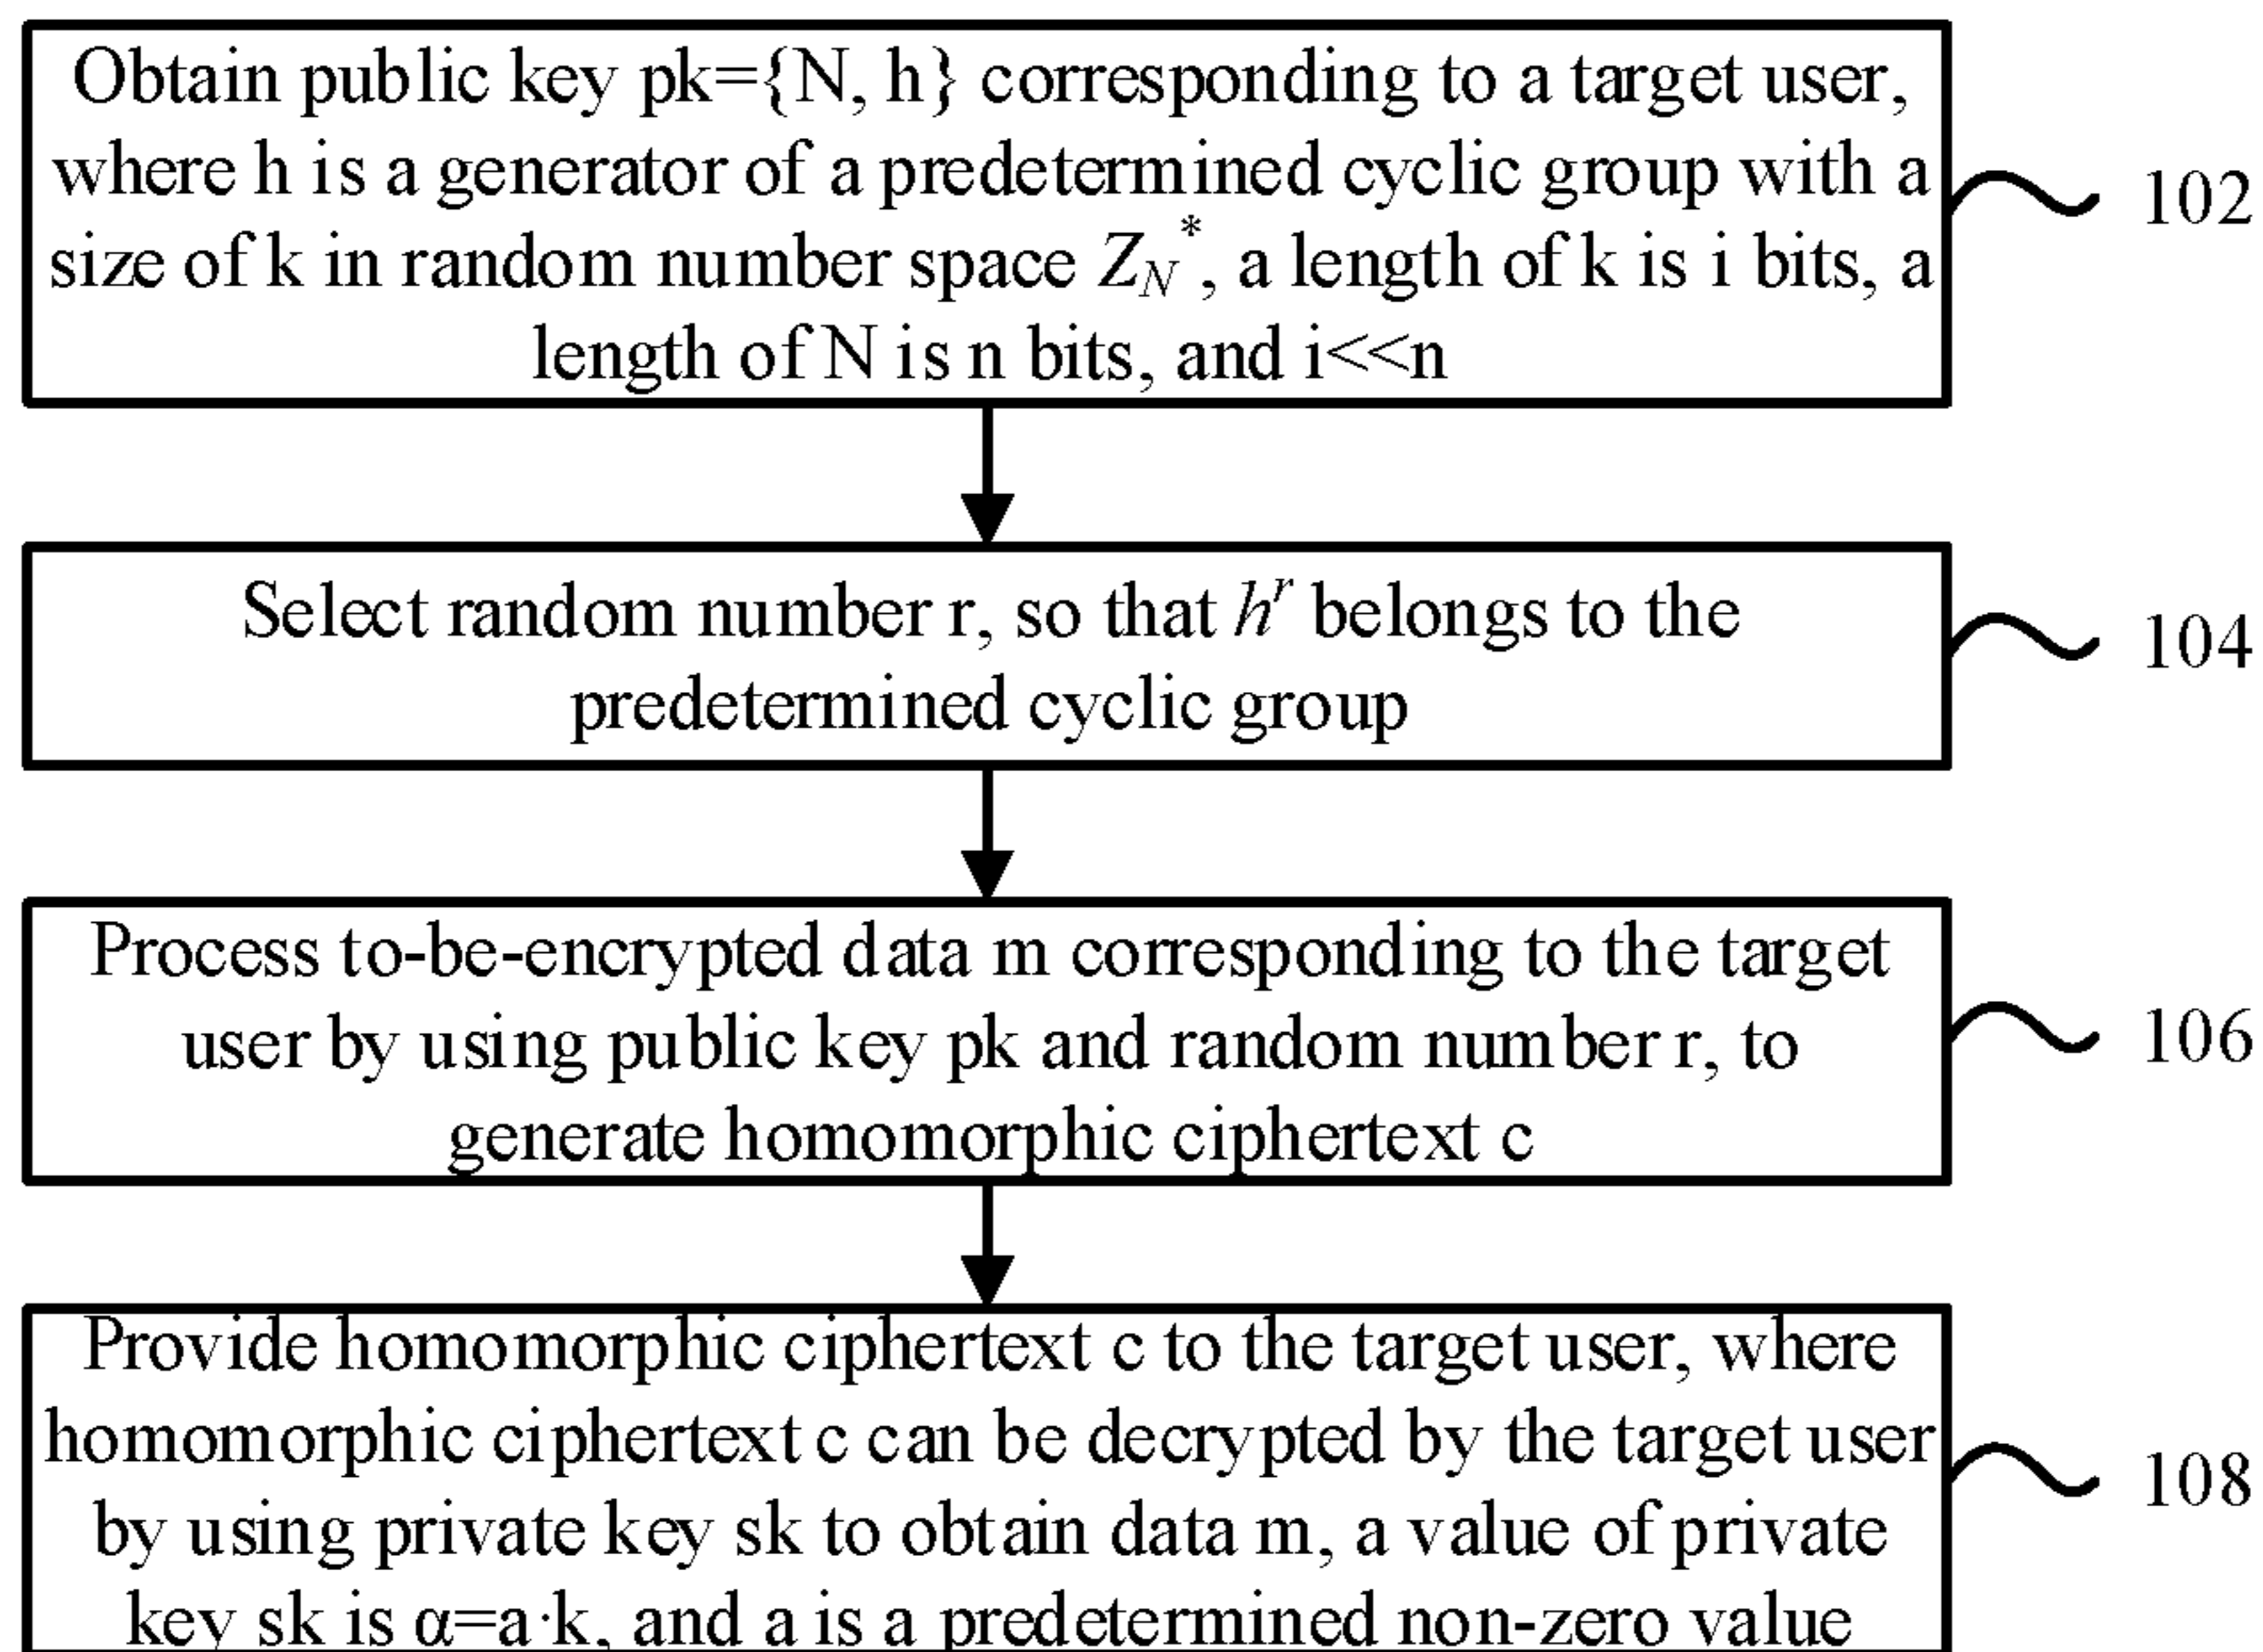 Obtain public key pk={N, h} corresponding to a target user,
where h is a generator of a predetermined cyclic group with a
size of k in random number space Z_N^*, a length of k is i bits, a
length of N is n bits, and i<<n
102
Select random number r, so that h^r belongs to the
predetermined cyclic group
104
Process to-be-encrypted data m corresponding to the target
user by using public key pk and random number r, to
generate homomorphic ciphertext c
106
Provide homomorphic ciphertext c to the target user, where
homomorphic ciphertext c can be decrypted by the target user
by using private key sk to obtain data m, a value of private
key sk is α=a·k, and a is a predetermined non-zero value
108